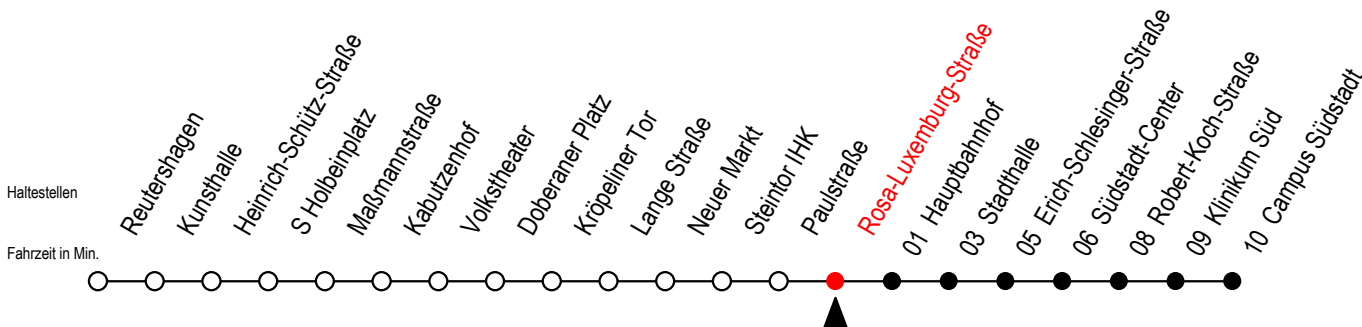 Haltestellen
Fahrzeit in Min.
Reutershagen
Kunsthalle
Heinrich-Schütz-Straße
S Holbeinplatz
Maßmannstraße
Kabutzenhof
Volkstheater
Doberaner Platz
Kröpeliner Tor
Lange Straße
Neuer Markt
Steintor IHK
Paulstraße
Rosa-Luxemburg-Straße
01 Hauptbahnhof
03 Stadthalle
05 Erich-Schlesinger-Straße
06 Südstadt-Center
08 Robert-Koch-Straße
09 Klinikum Süd
10 Campus Südstadt